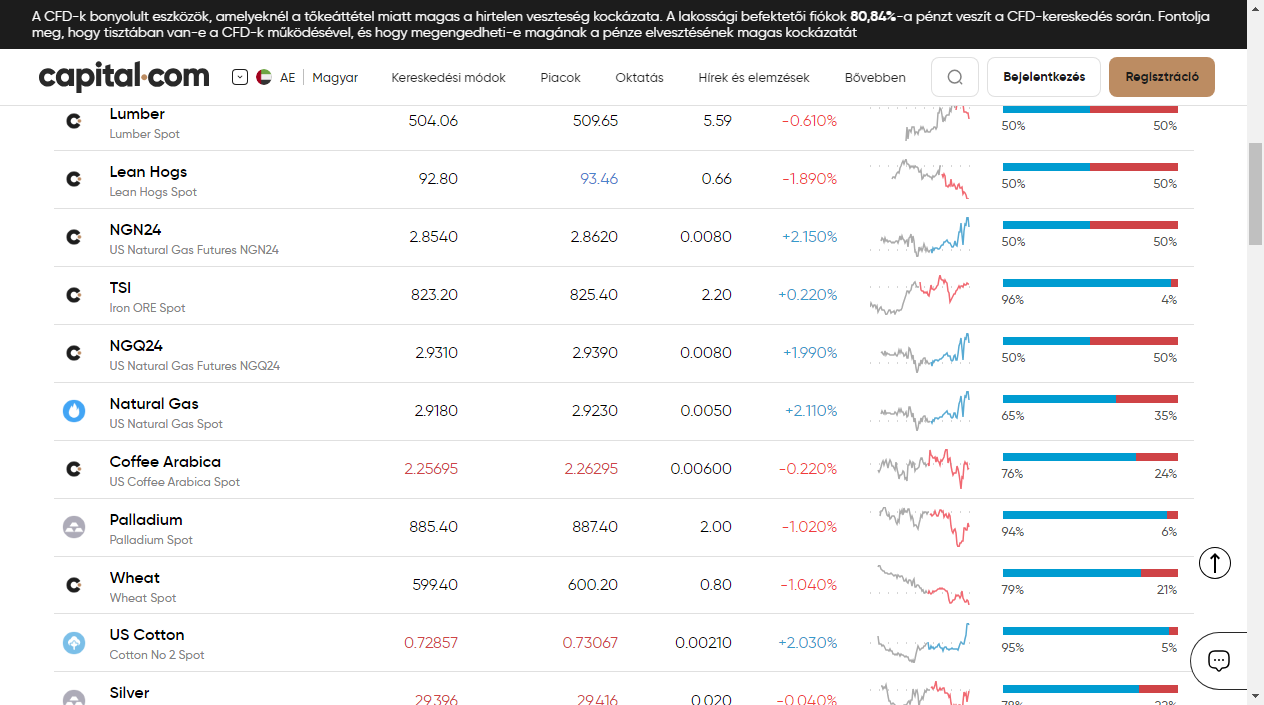 A CFD-k bonyolult eszközök, amelyeknél a tőkeáttétel miatt magas a hirtelen veszteség kockázata. A lakossági befektetői fiókok 80,84%-a pénzt veszít a CFD-kereskedés során. Fontolja
meg, hogy tisztában van-e a CFD-k működésével, és hogy megengedheti-e magának a pénze elvesztésének magas kockázatát
capital.com AE Magyar Kereskedési módok Piacok Oktatás Hírek és elemzések Bővebben Bejelentkezés Regisztráció
Lumber 504.06 509.65 5.59 -0.610%
Lumber Spot 50% 50%
Lean Hogs 92.80 93.46 0.66 -1.890%
Lean Hogs Spot 50% 50%
NGN24 2.8540 2.8620 0.0080 +2.150%
US Natural Gas Futures NGN24 50% 50%
TSI 823.20 825.40 2.20 +0.220%
Iron ORE Spot 96% 4%
NGQ24 2.9310 2.9390 0.0080 +1.990%
US Natural Gas Futures NGQ24 50% 50%
Natural Gas 2.9180 2.9230 0.0050 +2.110%
US Natural Gas Spot 65% 35%
Coffee Arabica 2.25695 2.26295 0.00600 -0.220%
US Coffee Arabica Spot 76% 24%
Palladium 885.40 887.40 2.00 -1.020%
Palladium Spot 94% 6%
Wheat 599.40 600.20 0.80 -1.040%
Wheat Spot 79% 21%
US Cotton 0.72857 0.73067 0.00210 +2.030%
Cotton No 2 Spot 95% 5%
Silver 29.396 29.416 0.020 -0.040%
78% 22%